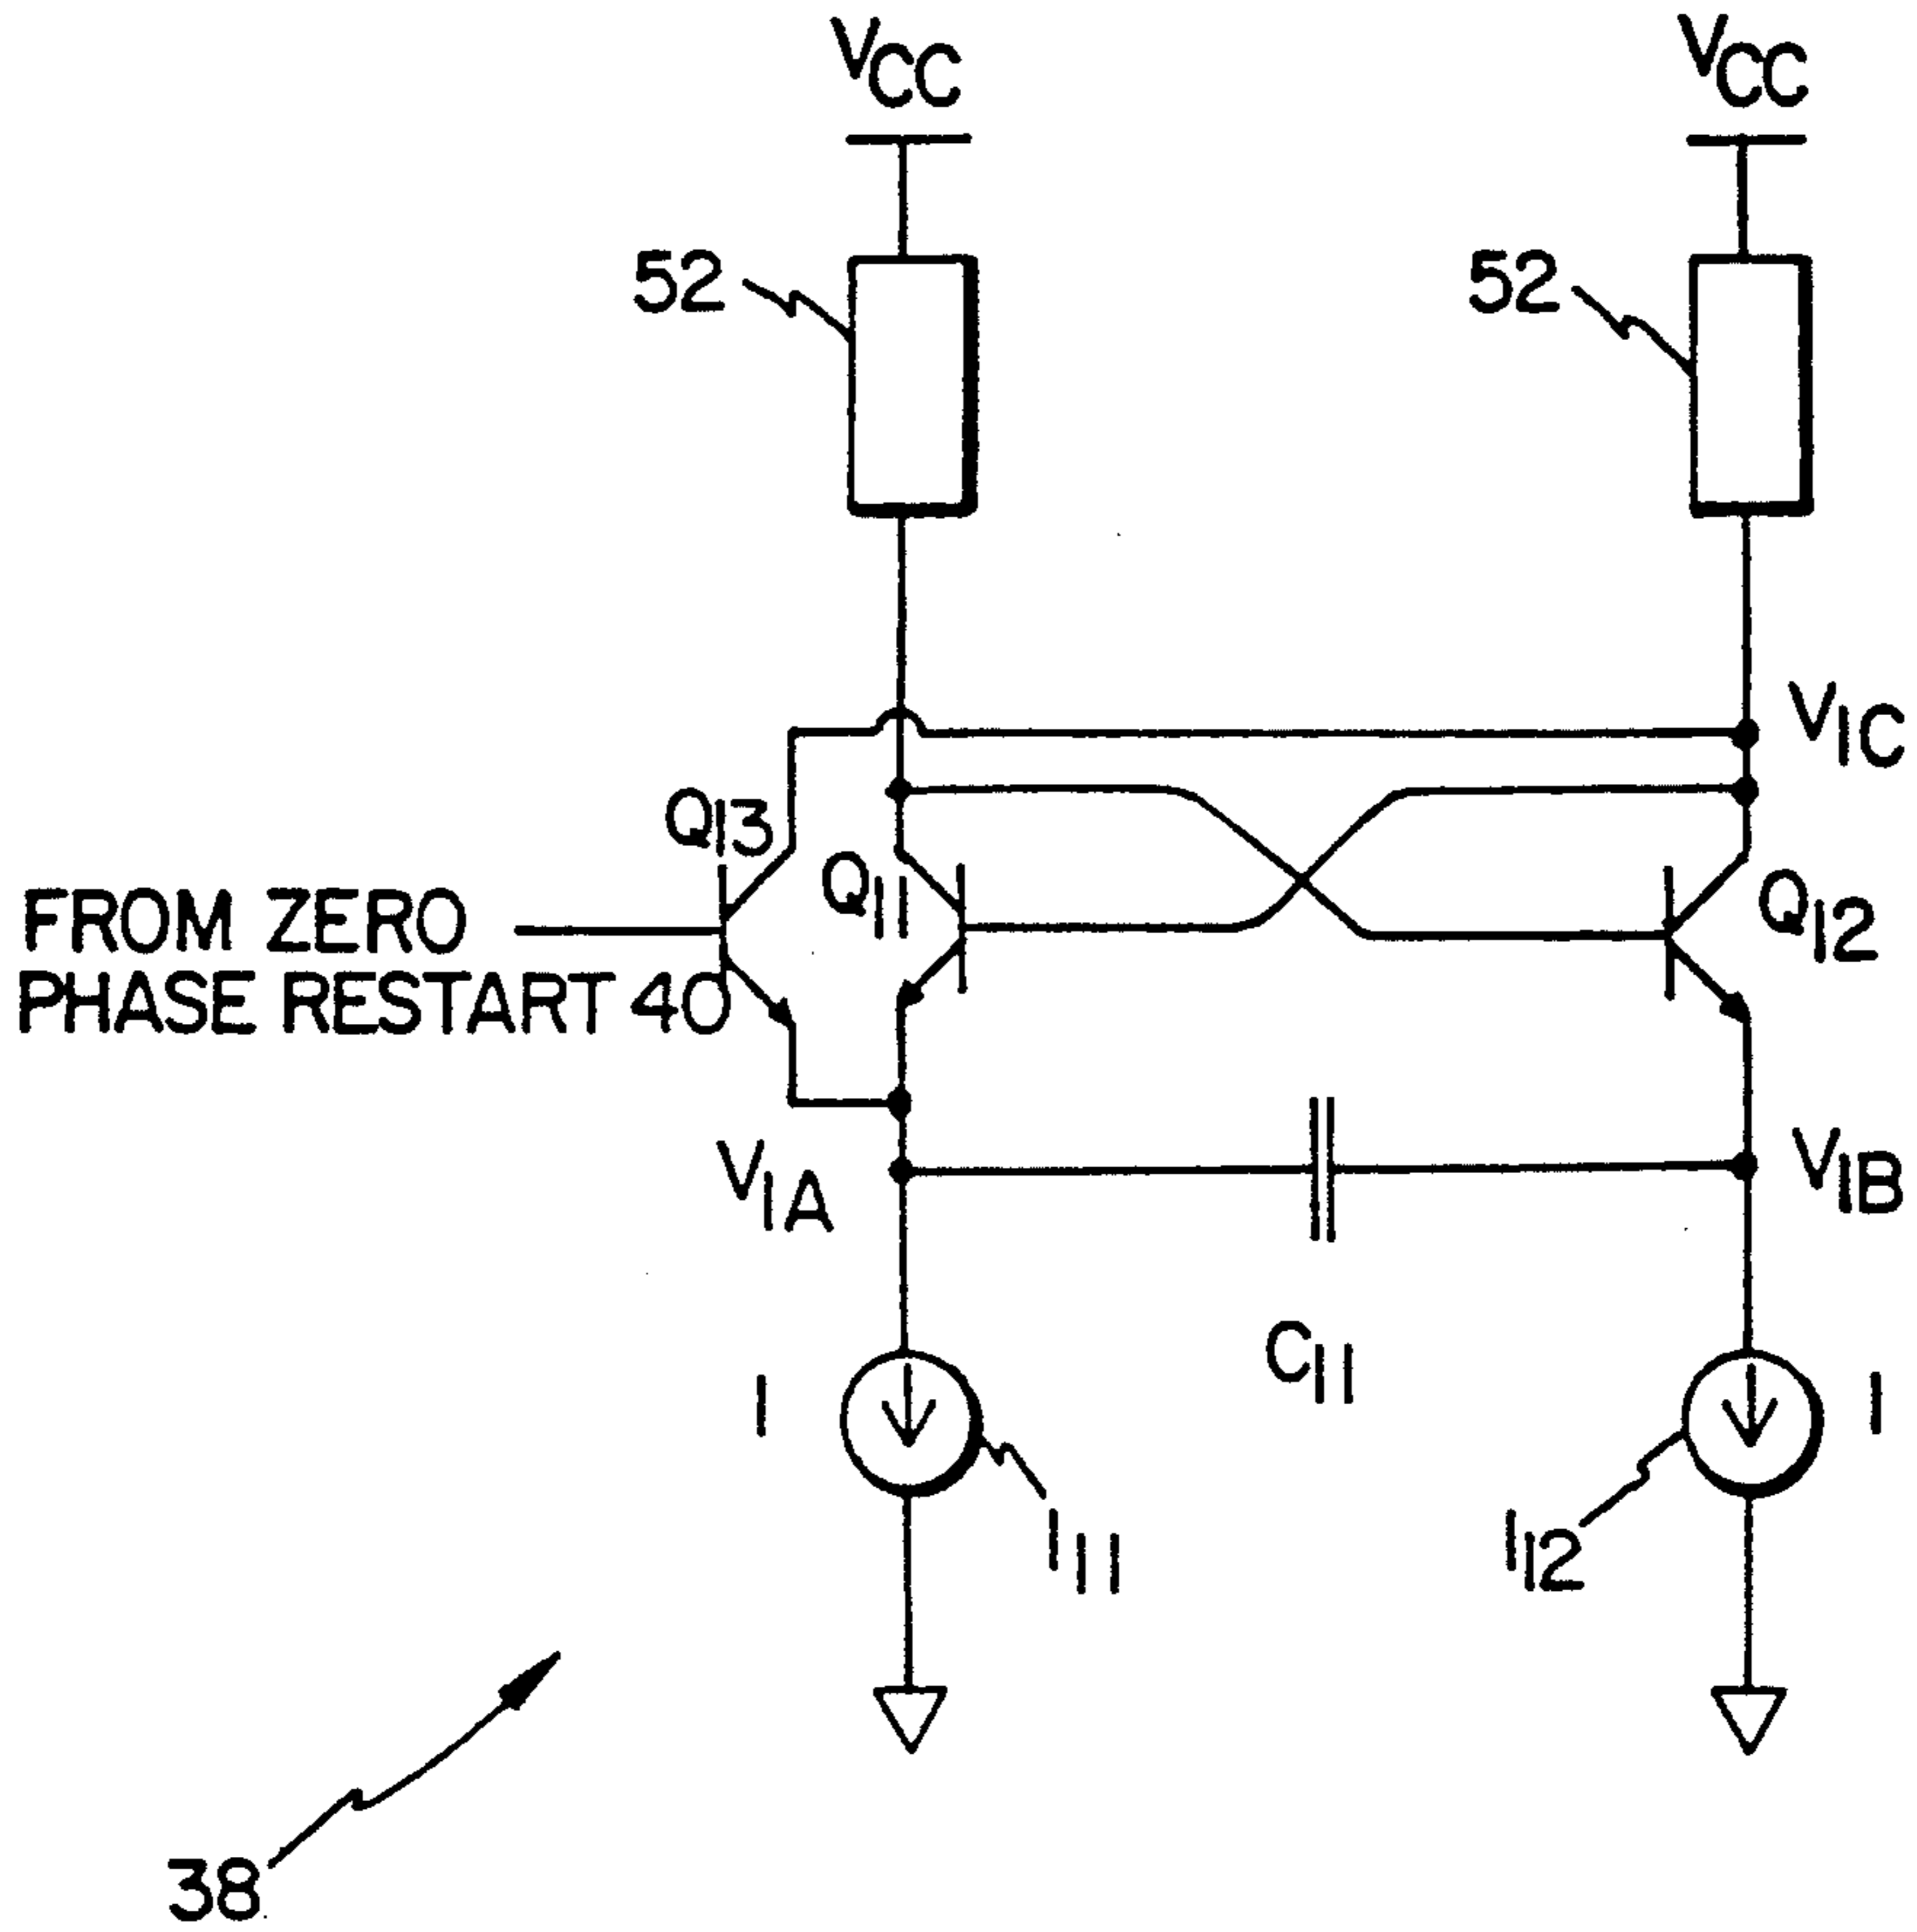 VCC
VCC
52
52
V1C
Q13
Q11
Q12
FROM ZERO
PHASE RESTART 40
V1A
V1B
C11
I
I
I11
I12
38